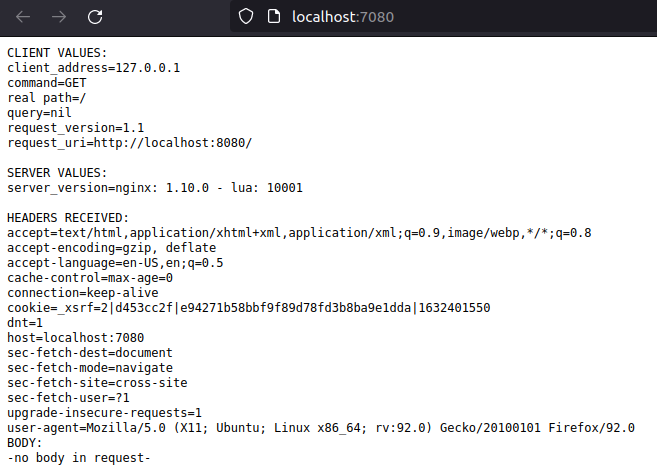 localhost:7080
CLIENT VALUES:
client_address=127.0.0.1
command=GET
real path=/
query=nil
request_version=1.1
request_uri=http://localhost:8080/

SERVER VALUES:
server_version=nginx: 1.10.0 - lua: 10001

HEADERS RECEIVED:
accept=text/html,application/xhtml+xml,application/xml;q=0.9,image/webp,*/*;q=0.8
accept-encoding=gzip, deflate
accept-language=en-US,en;q=0.5
cache-control=max-age=0
connection=keep-alive
cookie=_xsrf=2|d453cc2f|e94271b58bbf9f89d78fd3b8ba9e1dda|1632401550
dnt=1
host=localhost:7080
sec-fetch-dest=document
sec-fetch-mode=navigate
sec-fetch-site=cross-site
sec-fetch-user=?1
upgrade-insecure-requests=1
user-agent=Mozilla/5.0 (X11; Ubuntu; Linux x86_64; rv:92.0) Gecko/20100101 Firefox/92.0
BODY:
-no body in request-